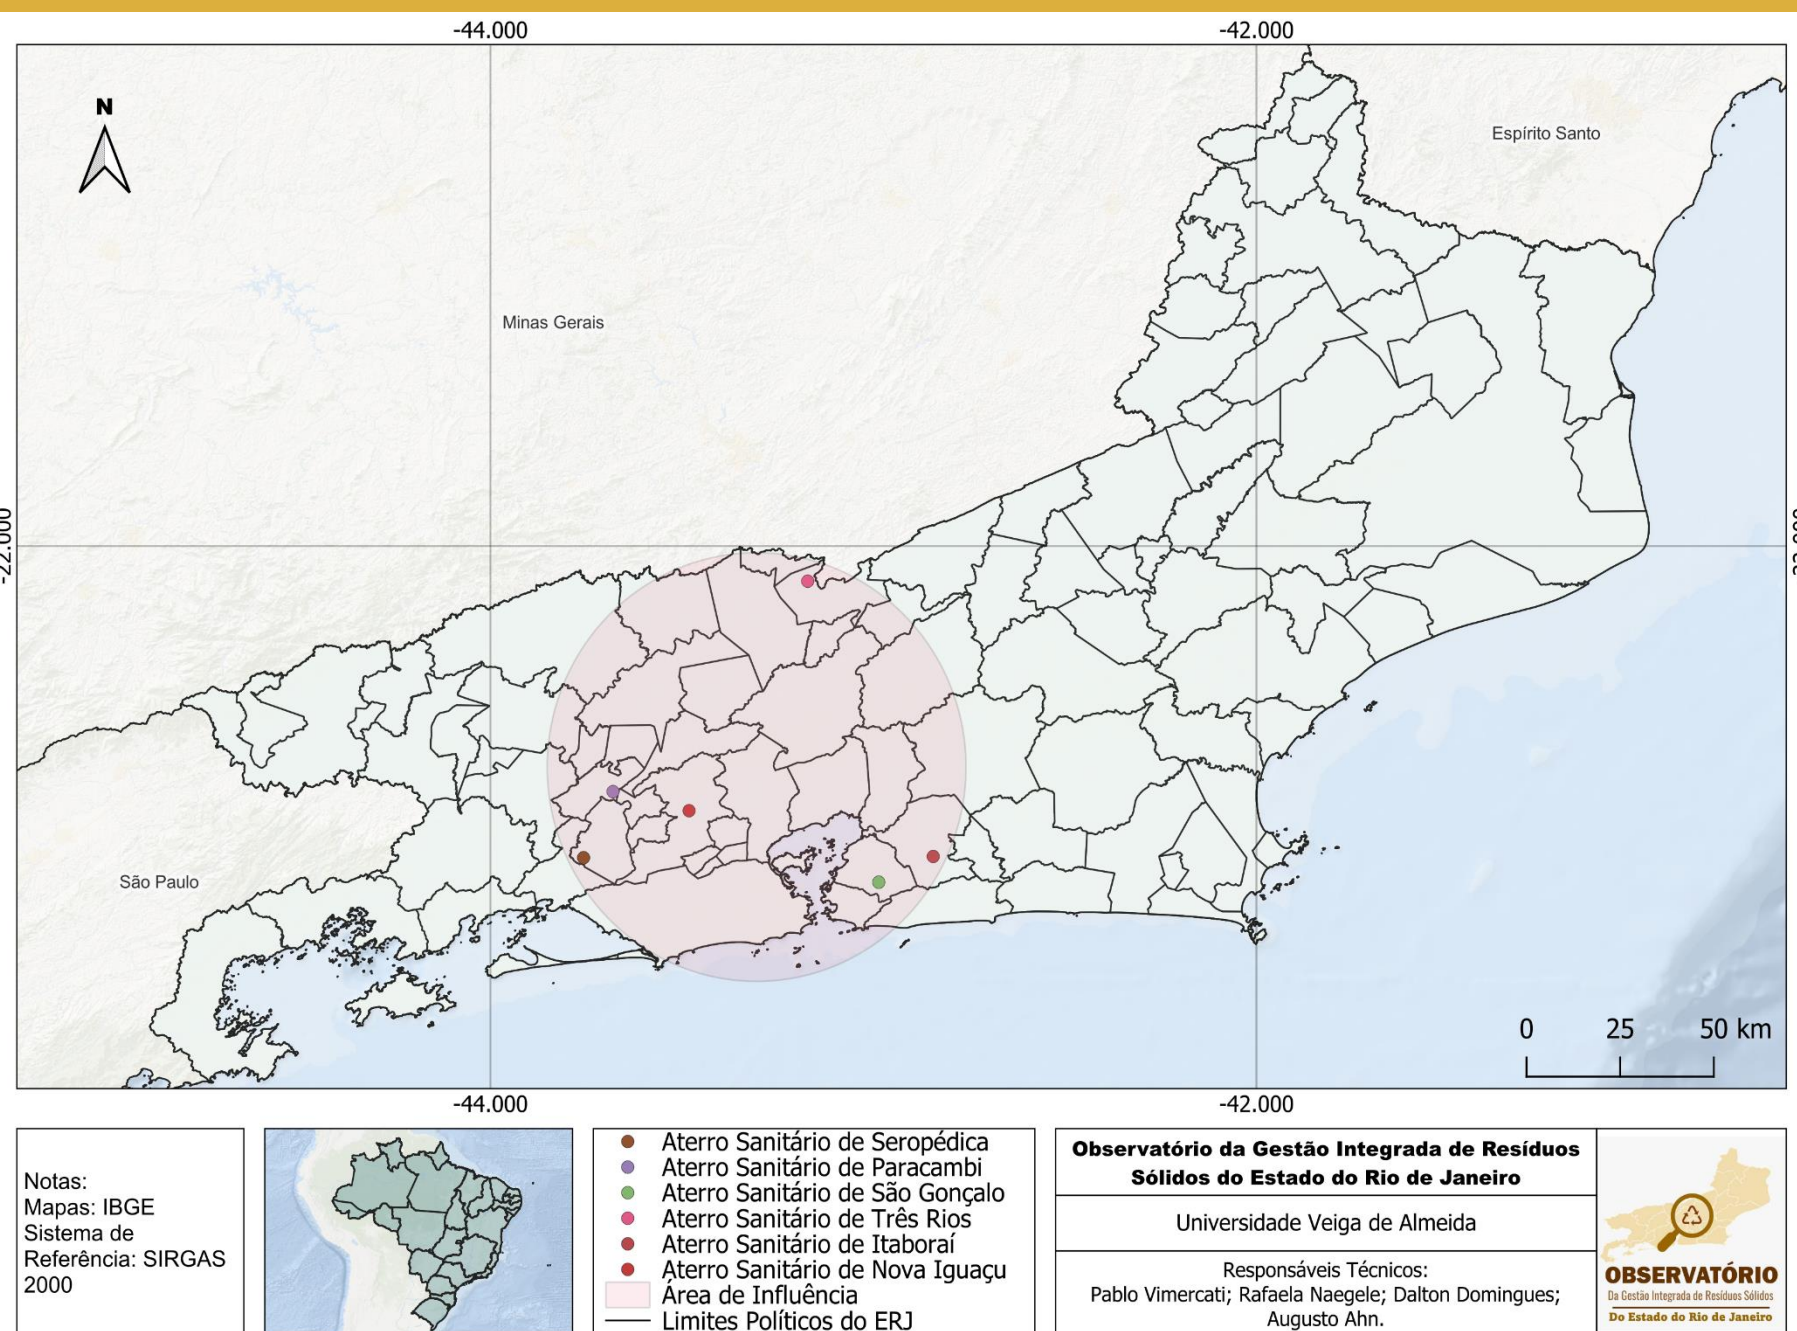 -44.000
-42.000
N
Espírito Santo
Minas Gerais
-22.000
São Paulo
0 25 50 km
-44.000
-42.000
Notas:
Mapas: IBGE
Sistema de
Referência: SIRGAS
2000
Aterro Sanitário de Seropédica
Aterro Sanitário de Paracambi
Aterro Sanitário de São Gonçalo
Aterro Sanitário de Três Rios
Aterro Sanitário de Itaboraí
Aterro Sanitário de Nova Iguaçu
Área de Influência
Limites Políticos do ERJ
Observatório da Gestão Integrada de Resíduos
Sólidos do Estado do Rio de Janeiro
Universidade Veiga de Almeida
Responsáveis Técnicos:
Pablo Vimercati; Rafaela Naegele; Dalton Domingues;
Augusto Ahn.
OBSERVATÓRIO
Da Gestão Integrada de Resíduos Sólidos
Do Estado do Rio de Janeiro